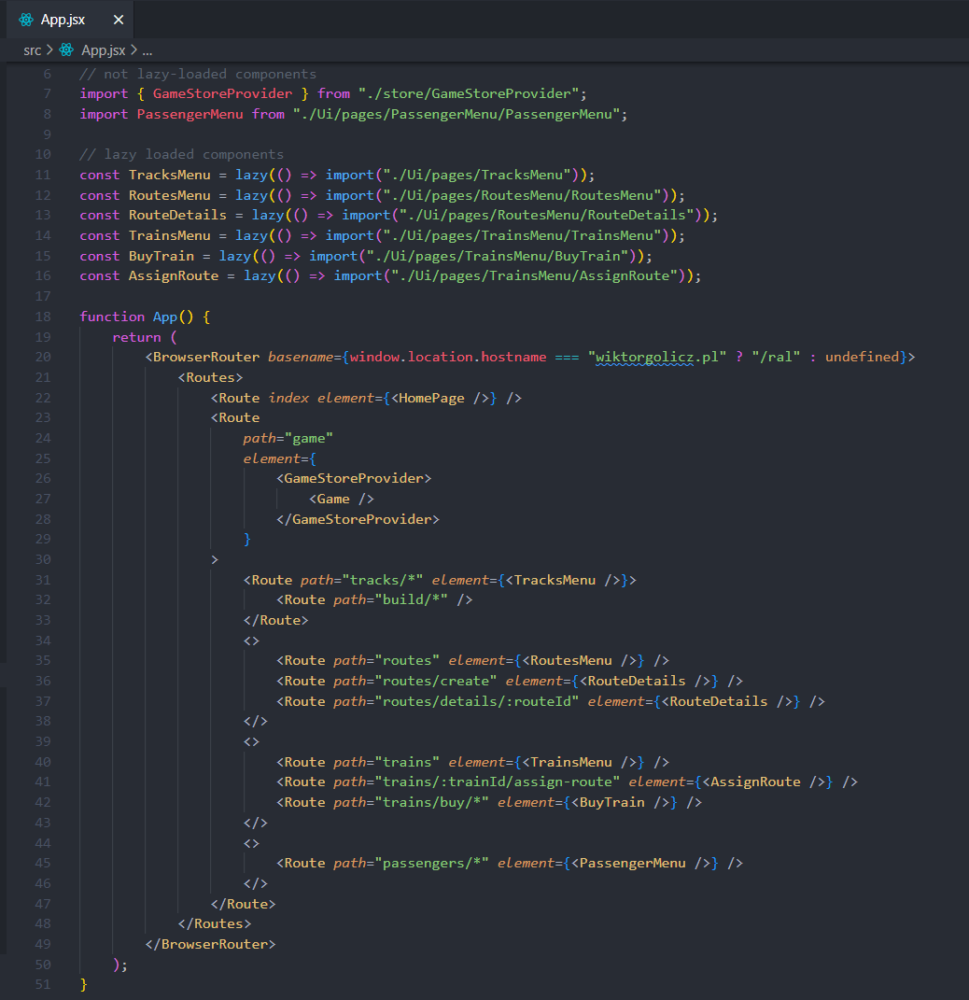 App.jsx ×
src > App.jsx > ...
6 // not lazy-loaded components
7 import { GameStoreProvider } from "./store/GameStoreProvider";
8 import PassengerMenu from "./Ui/pages/PassengerMenu/PassengerMenu";
9
10 // lazy loaded components
11 const TracksMenu = lazy(() => import("./Ui/pages/TracksMenu"));
12 const RoutesMenu = lazy(() => import("./Ui/pages/RoutesMenu/RoutesMenu"));
13 const RouteDetails = lazy(() => import("./Ui/pages/RoutesMenu/RouteDetails"));
14 const TrainsMenu = lazy(() => import("./Ui/pages/TrainsMenu/TrainsMenu"));
15 const BuyTrain = lazy(() => import("./Ui/pages/TrainsMenu/BuyTrain"));
16 const AssignRoute = lazy(() => import("./Ui/pages/TrainsMenu/AssignRoute"));
17
18 function App() {
19     return (
20         <BrowserRouter basename={window.location.hostname === "wiktorgolicz.pl" ? "/ral" : undefined}>
21             <Routes>
22                 <Route index element={<HomePage />} />
23                 <Route
24                     path="game"
25                     element={
26                         <GameStoreProvider>
27                             <Game />
28                         </GameStoreProvider>
29                     }
30                 >
31                     <Route path="tracks/*" element={<TracksMenu />}>
32                         <Route path="build/*" />
33                     </Route>
34                     <>
35                         <Route path="routes" element={<RoutesMenu />} />
36                         <Route path="routes/create" element={<RouteDetails />} />
37                         <Route path="routes/details/:routeId" element={<RouteDetails />} />
38                     </>
39                     <>
40                         <Route path="trains" element={<TrainsMenu />} />
41                         <Route path="trains/:trainId/assign-route" element={<AssignRoute />} />
42                         <Route path="trains/buy/*" element={<BuyTrain />} />
43                     </>
44                     <>
45                         <Route path="passengers/*" element={<PassengerMenu />} />
46                     </>
47                 </Route>
48             </Routes>
49         </BrowserRouter>
50     );
51 }